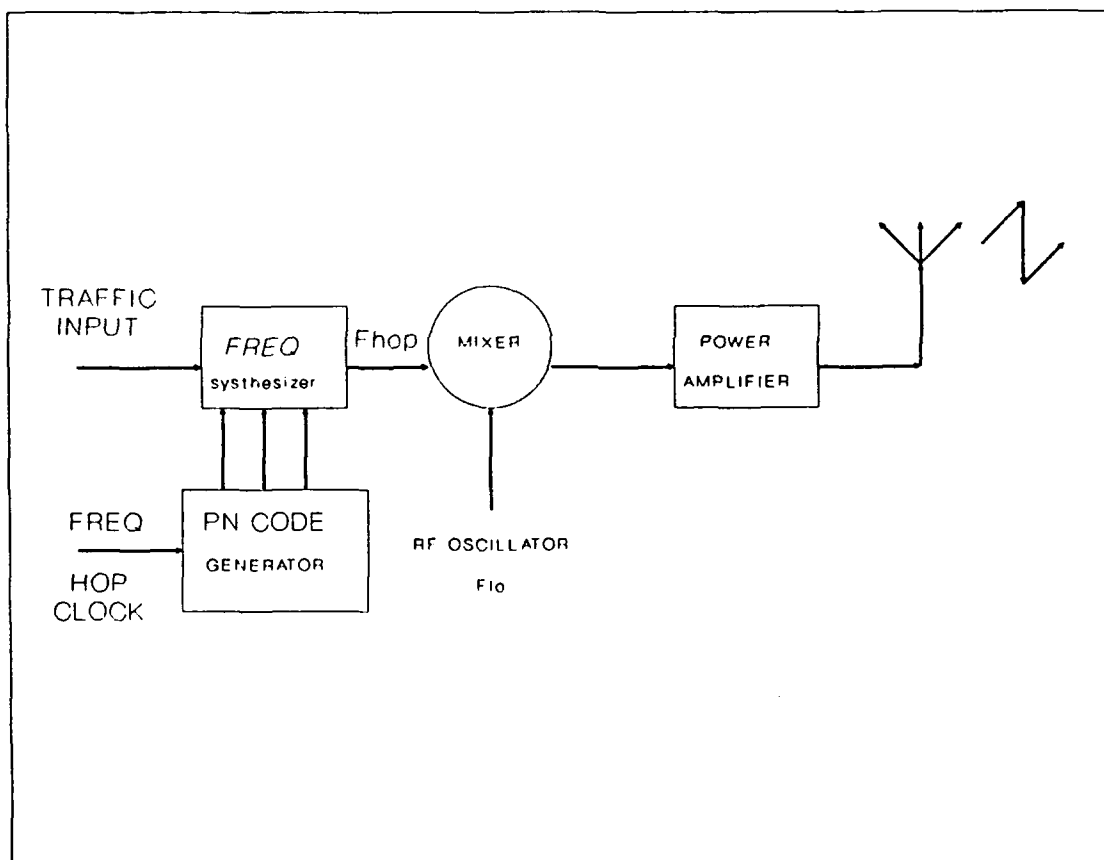 TRAFFIC
INPUT
FREQ
systhesizer
Fhop
MIXER
POWER
AMPLIFIER
FREQ
HOP
CLOCK
PN CODE
GENERATOR
RF OSCILLATOR
Flo